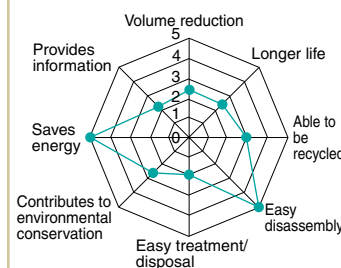 Volume reduction
5
4
3
2
1
0
Provides
information
Longer life
Saves
energy
Able to
be
recycled
Contributes to
environmental
conservation
Easy
disassembly
Easy treatment/
disposal